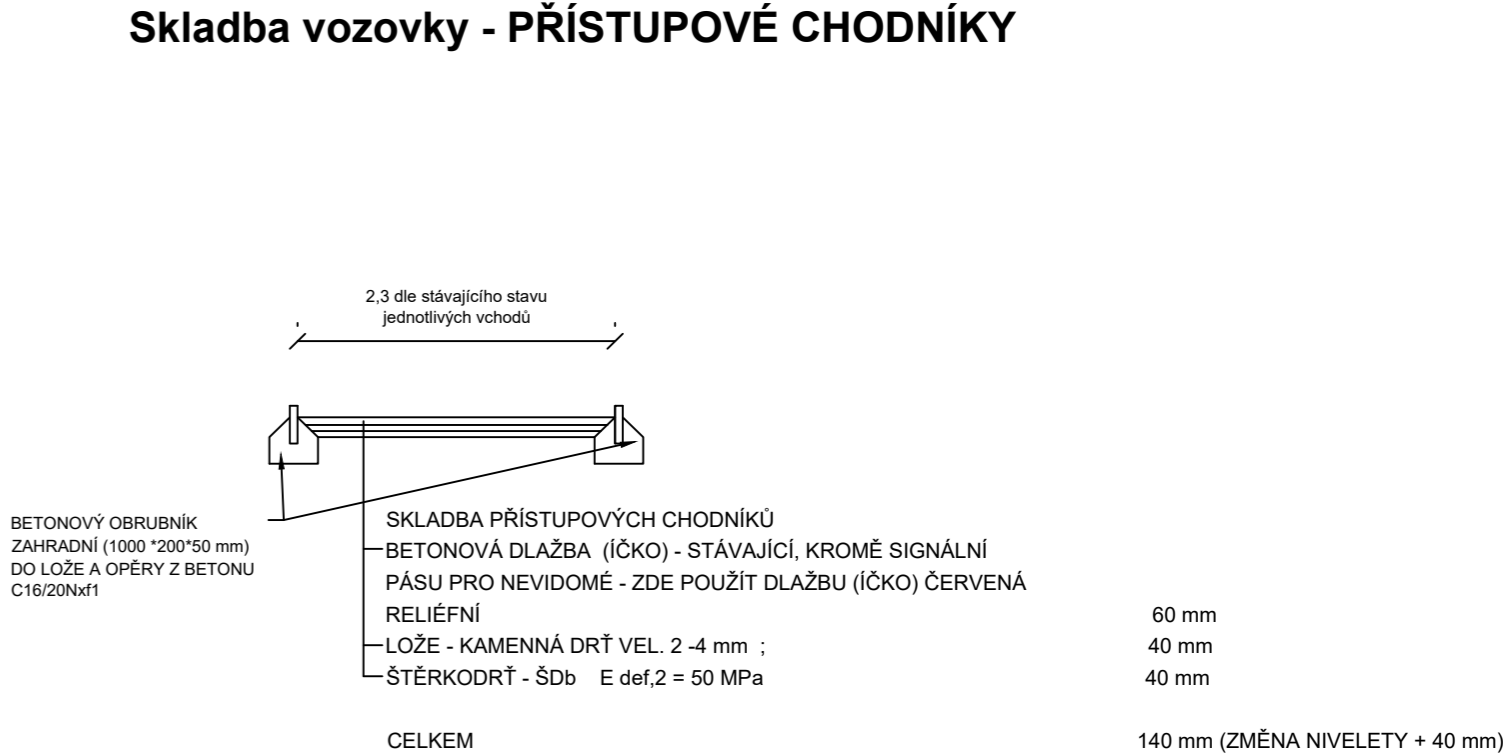 Skladba vozovky - PŘÍSTUPOVÉ CHODNÍKY
2,3 dle stávajícího stavu
jednotlivých vchodů
BETONOVÝ OBRUBNÍK
ZAHRADNÍ (1000 *200*50 mm)
DO LOŽE A OPĚRY Z BETONU
C16/20Nxf1
SKLADBA PŘÍSTUPOVÝCH CHODNÍKŮ
BETONOVÁ DLAŽBA (ÍČKO) - STÁVAJÍCÍ, KROMĚ SIGNÁLNÍ
PÁSU PRO NEVIDOMÉ - ZDE POUŽÍT DLAŽBU (ÍČKO) ČERVENÁ
RELIÉFNÍ 60 mm
LOŽE - KAMENNÁ DRŤ VEL. 2 -4 mm ; 40 mm
ŠTĚRKODRŤ - ŠDb E def,2 = 50 MPa 40 mm
CELKEM 140 mm (ZMĚNA NIVELETY + 40 mm)